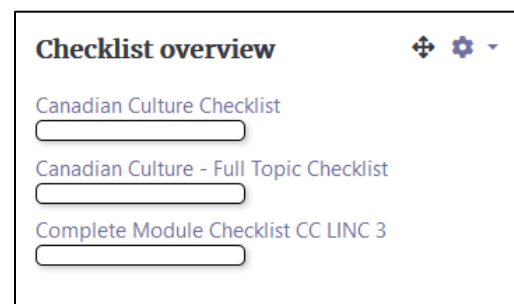 Checklist overview
Canadian Culture Checklist
Canadian Culture - Full Topic Checklist
Complete Module Checklist CC LINC 3